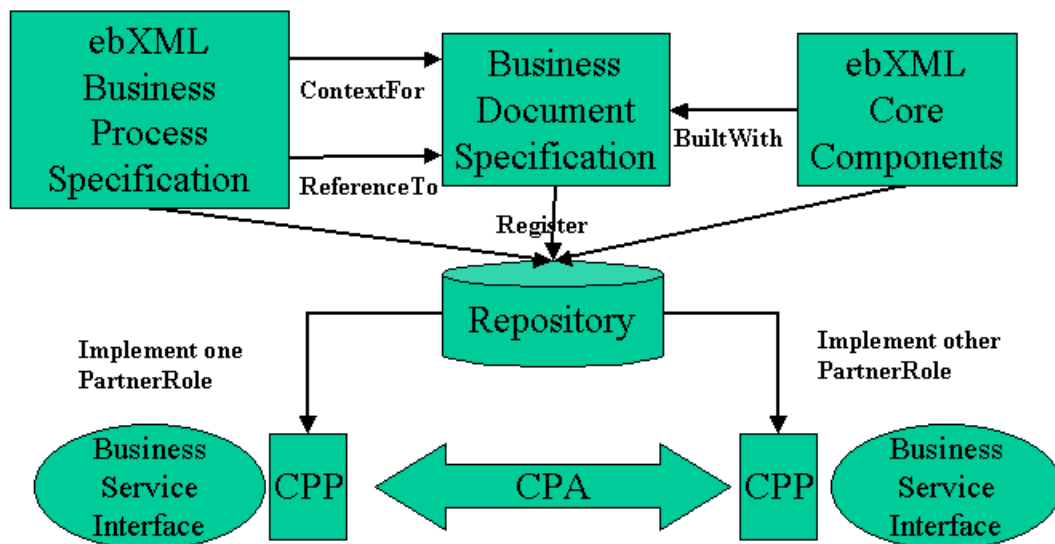 ebXML
Business
Process
Specification
ContextFor
ReferenceTo
Business
Document
Specification
BuiltWith
ebXML
Core
Components
Register
Repository
Implement one
PartnerRole
Implement other
PartnerRole
Business
Service
Interface
CPP
CPA
CPP
Business
Service
Interface